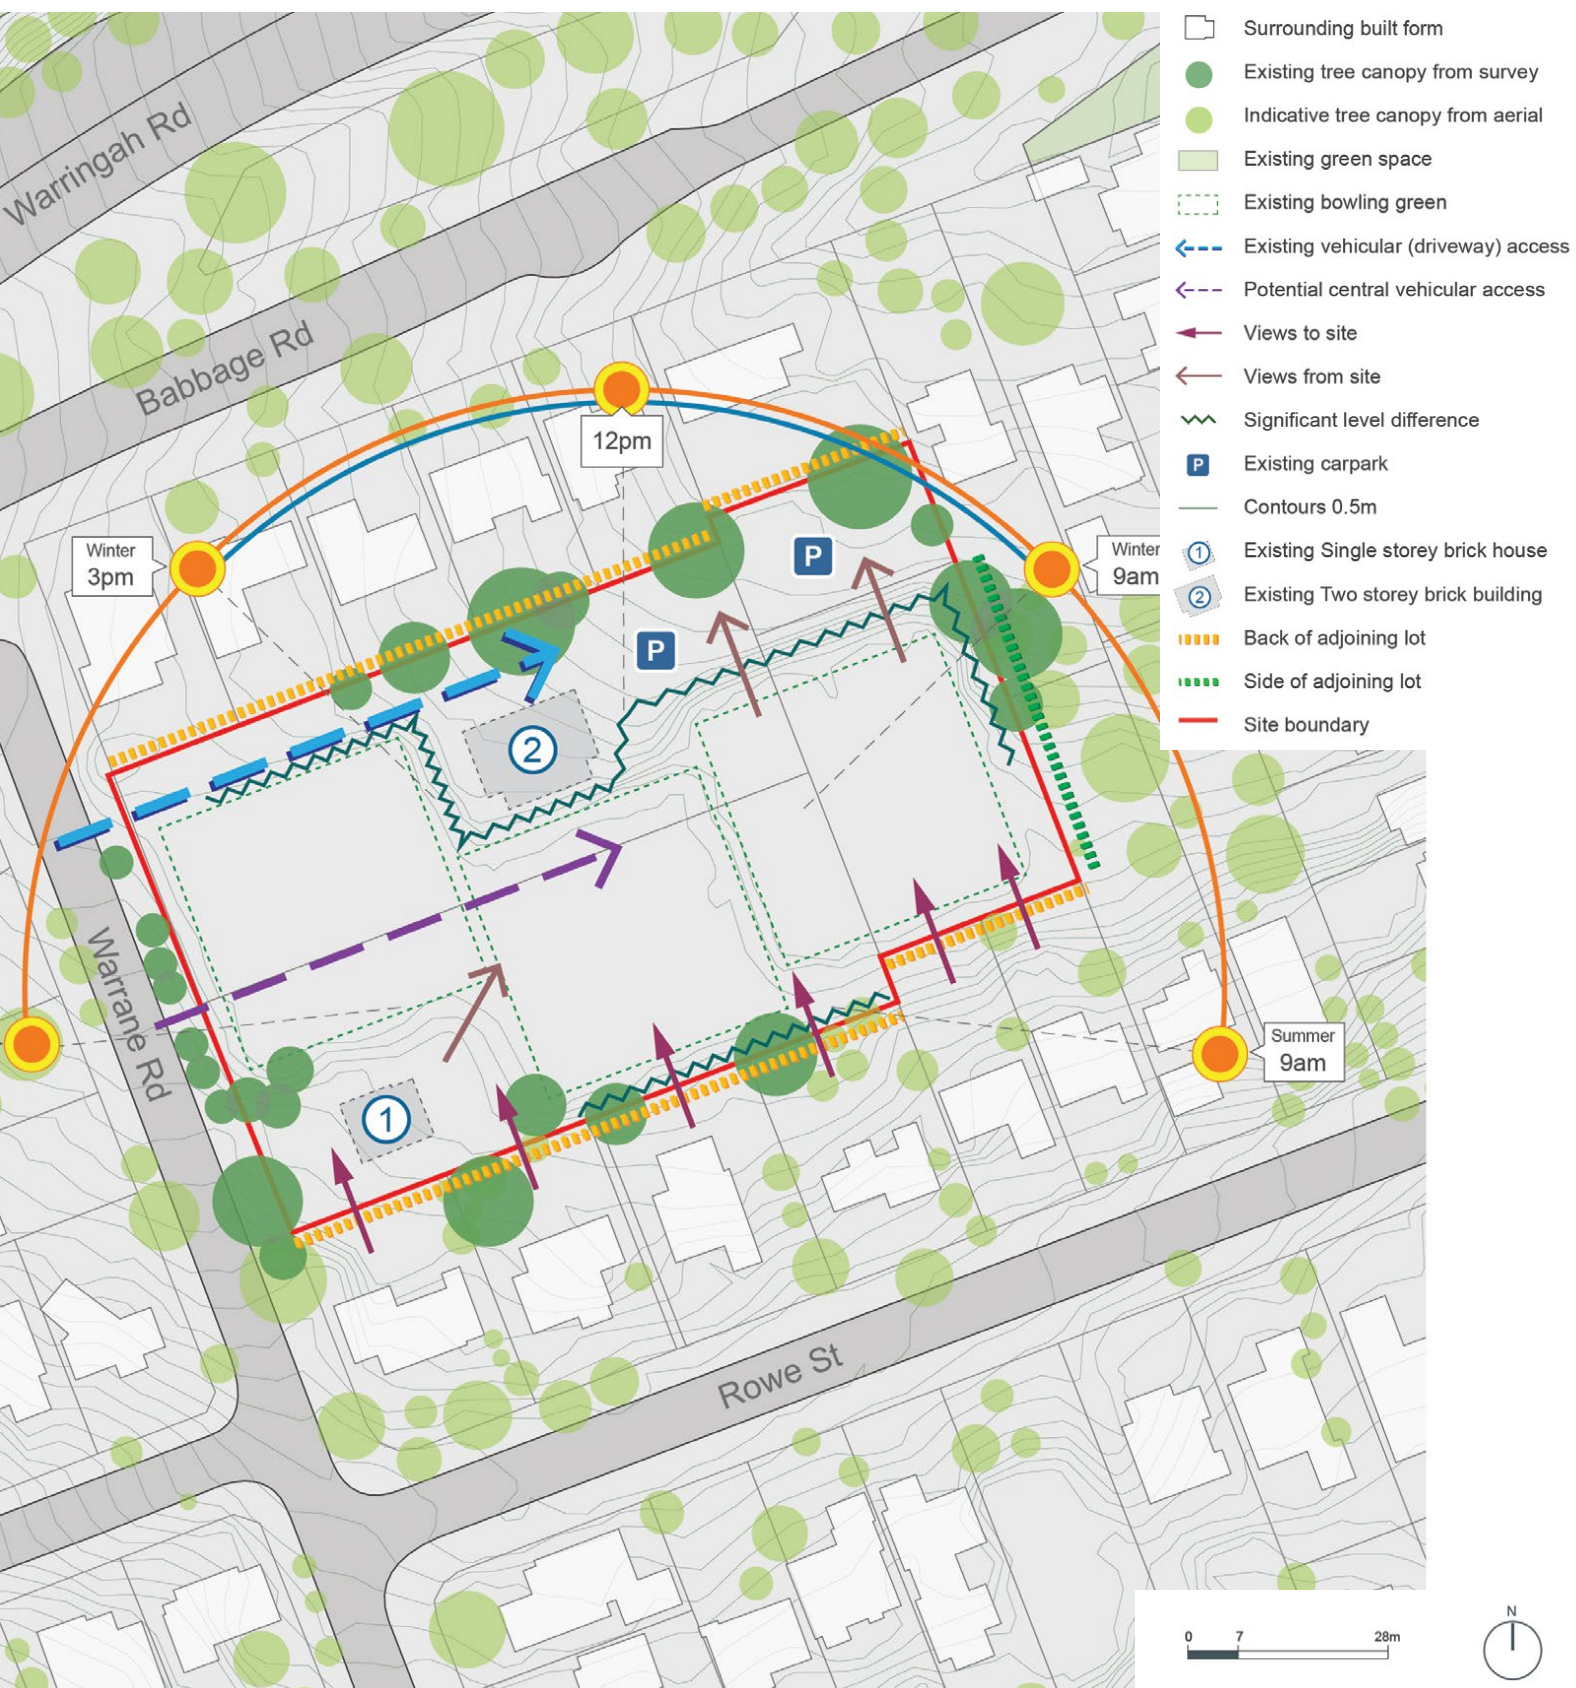 Surrounding built form
Existing tree canopy from survey
Indicative tree canopy from aerial
Existing green space
Existing bowling green
Existing vehicular (driveway) access
Potential central vehicular access
Views to site
Views from site
Significant level difference
P Existing carpark
Contours 0.5m
1 Existing Single storey brick house
2 Existing Two storey brick building
Back of adjoining lot
Side of adjoining lot
Site boundary
Warringah Rd
Babbage Rd
12pm
Winter
3pm
Winter
9am
P
P
2
Warrane Rd
1
Summer
9am
Rowe St
0 7 28m
N